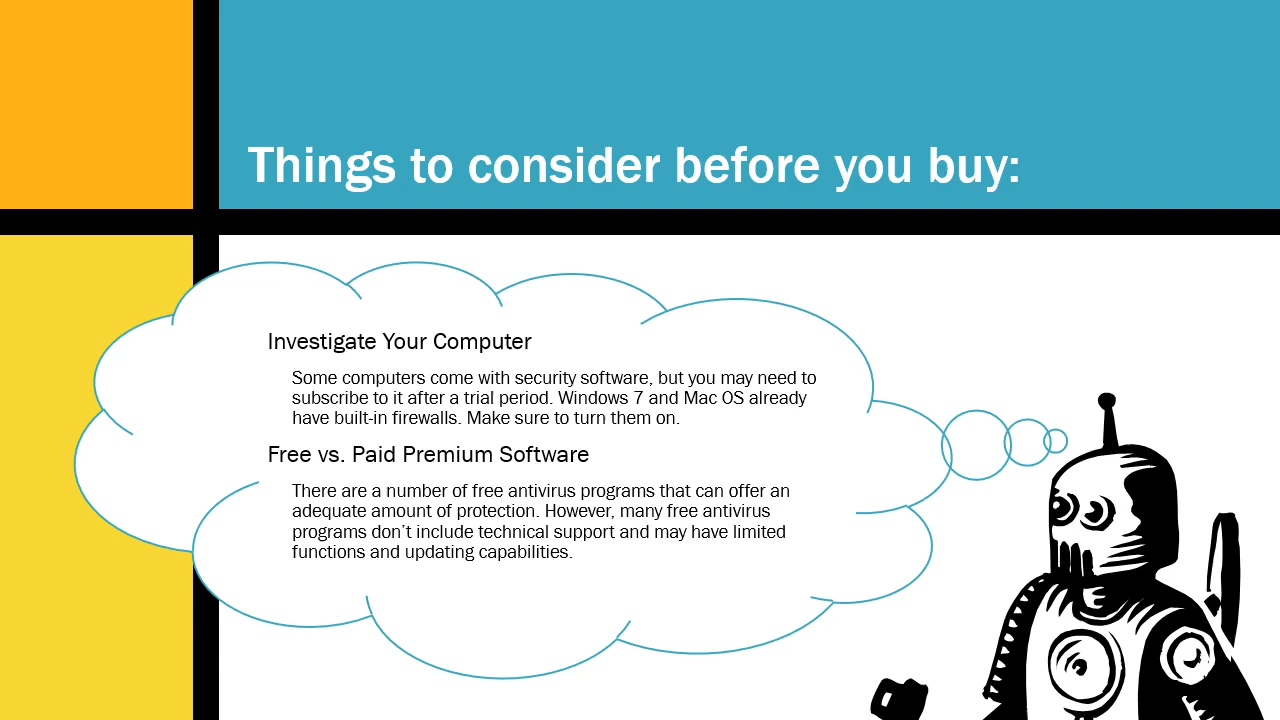 Things to consider before you buy:
Investigate Your Computer
Some computers come with security software, but you may need to
subscribe to it after a trial period. Windows 7 and Mac OS already
have built-in firewalls. Make sure to turn them on.
Free vs. Paid Premium Software
There are a number of free antivirus programs that can offer an
adequate amount of protection. However, many free antivirus
programs don’t include technical support and may have limited
functions and updating capabilities.